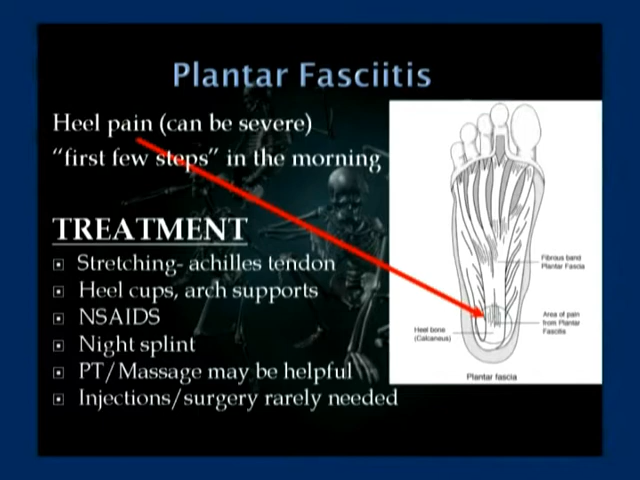 Plantar Fasciitis
Heel pain (can be severe)
“first few steps” in the morning
TREATMENT
Stretching- achilles tendon
Heel cups, arch supports
NSAIDS
Night splint
PT/Massage may be helpful
Injections/surgery rarely needed
Fibrous band
Plantar Fascia
Area of pain
from Plantar
Fasciitis
Heel bone
(Calcaneus)
Plantar fascia